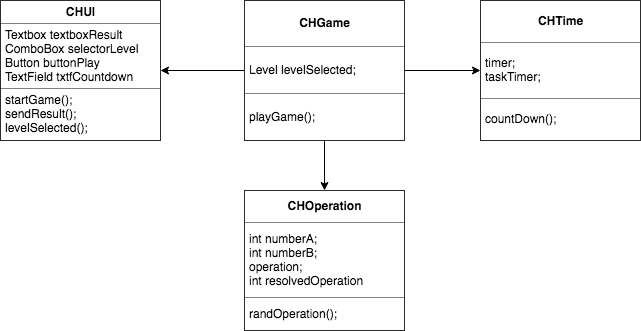 CHUI
Textbox textboxResult
ComboBox selectorLevel
Button buttonPlay
TextField txtfCountdown
startGame();
sendResult();
levelSelected();
CHGame
Level levelSelected;
playGame();
CHTime
timer;
taskTimer;
countDown();
CHOperation
int numberA;
int numberB;
operation;
int resolvedOperation
randOperation();